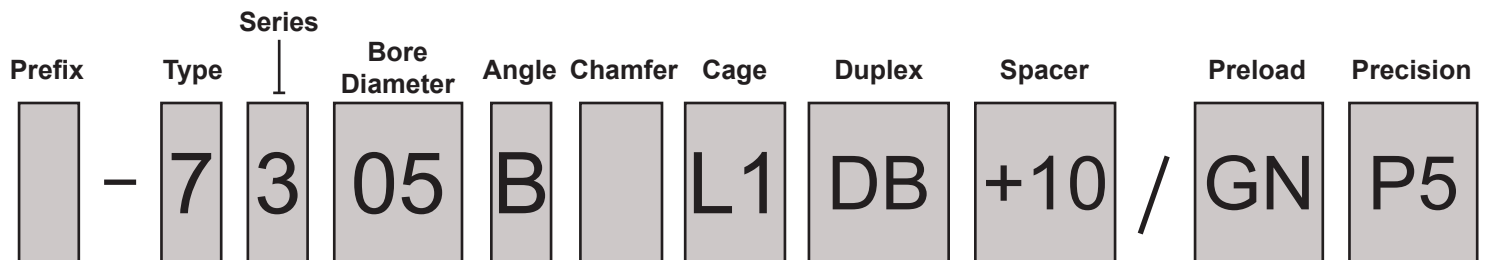 Series
Prefix Type Bore Diameter Angle Chamfer Cage Duplex Spacer Preload Precision
– 7 3 05 B L1 DB +10 / GN P5